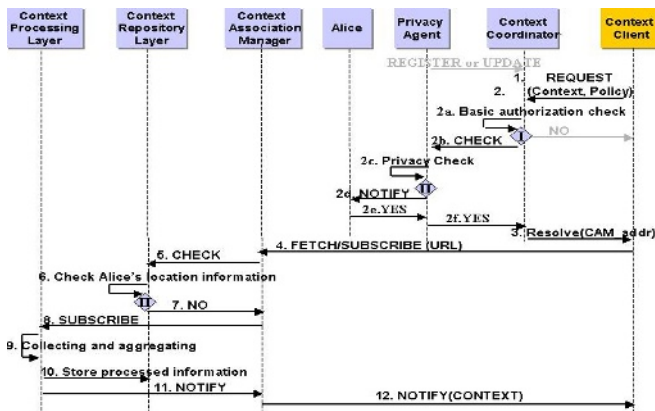 Context Processing Layer
Context Repository Layer
Context Association Manager
Alice
Privacy Agent
Context Coordinator
Context Client
REGISTER or UPDATE
1. REQUEST
2. (Context, Policy)
2a. Basic authorization check
I
NO
2b. CHECK
2c. Privacy Check
II
2d. NOTIFY
2e.YES
2f.YES
3. Resolve(CAM_addr)
4. FETCH/SUBSCRIBE (URL)
5. CHECK
6. Check Alice's location information
II
7. NO
8. SUBSCRIBE
9. Collecting and aggregating
10. Store processed information
11. NOTIFY
12. NOTIFY(CONTEXT)